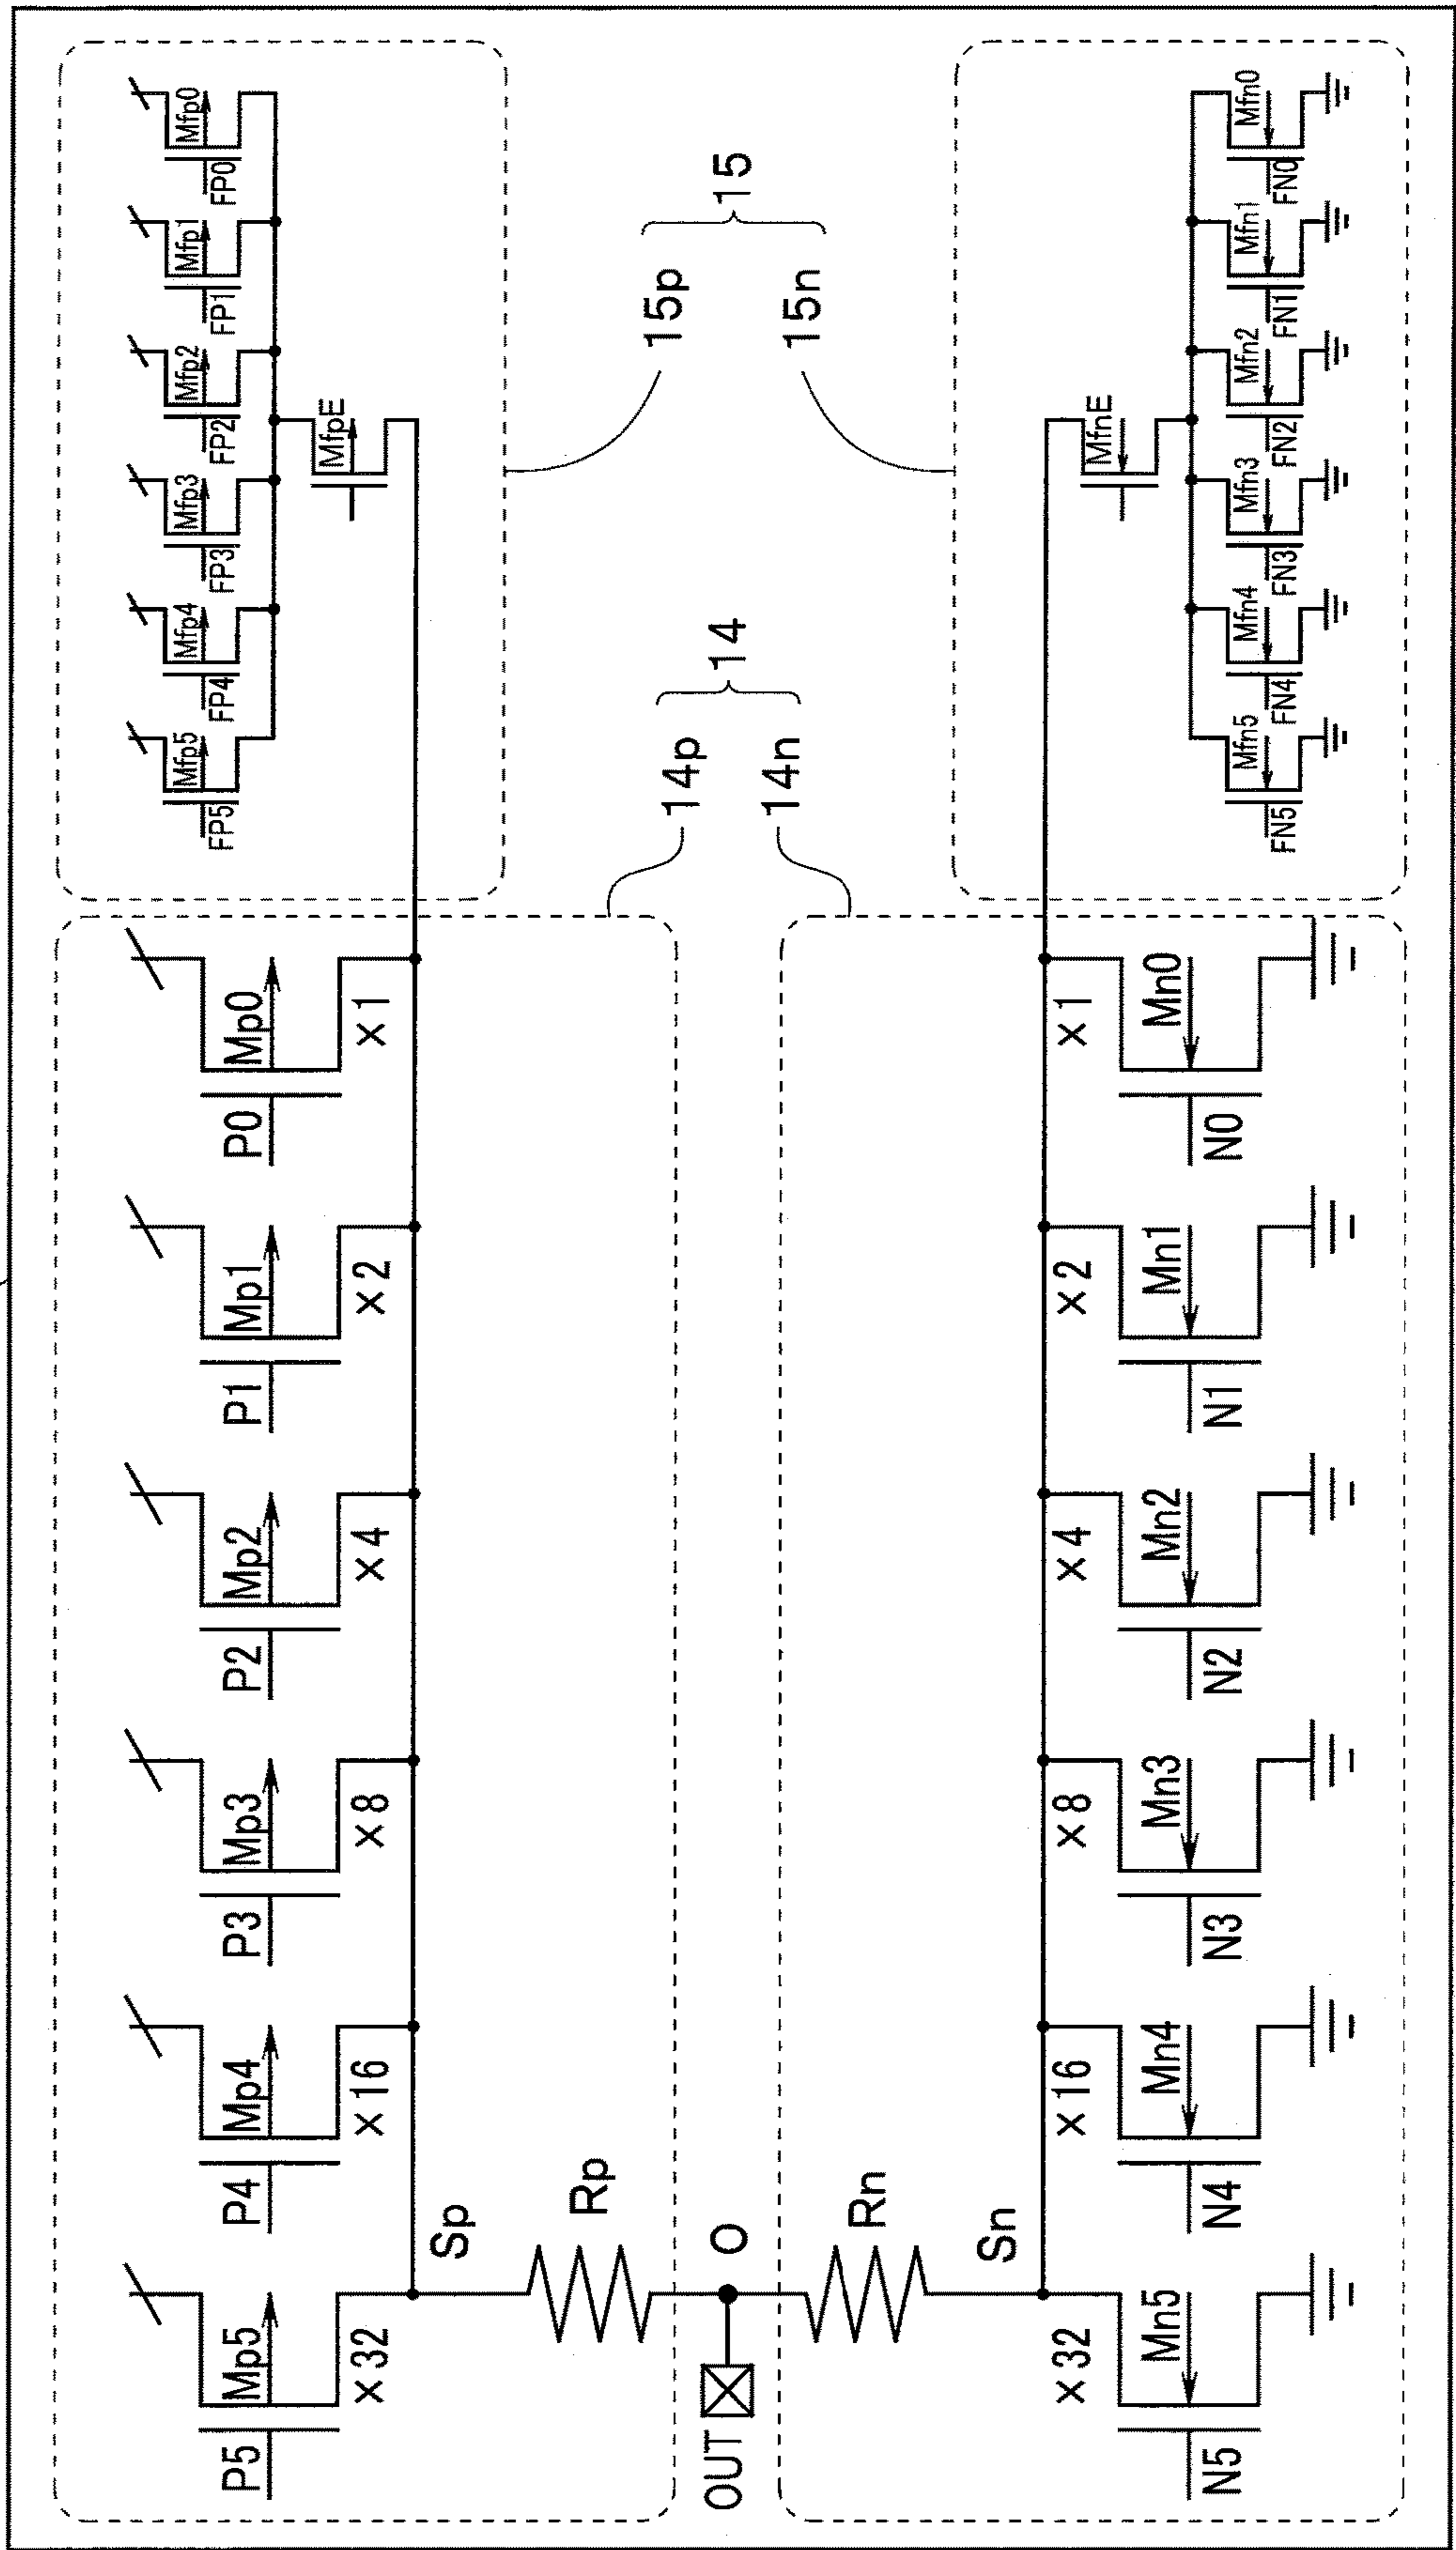 Mfp0
FP0
Mfp1
FP1
Mfp2
FP2
Mfp3
FP3
Mfp4
FP4
Mfp5
FP5
MfpE
15
15p
15n
Mfn0
FN0
Mfn1
FN1
Mfn2
FN2
Mfn3
FN3
Mfn4
FN4
Mfn5
FN5
MfnE
14
14p
14n
Mp0
P0
×1
Mp1
P1
×2
Mp2
P2
×4
Mp3
P3
×8
Mp4
P4
×16
Mp5
P5
×32
Sp
Rp
O
OUT
Rn
Sn
×1
Mn0
N0
×2
Mn1
N1
×4
Mn2
N2
×8
Mn3
N3
×16
Mn4
N4
×32
Mn5
N5